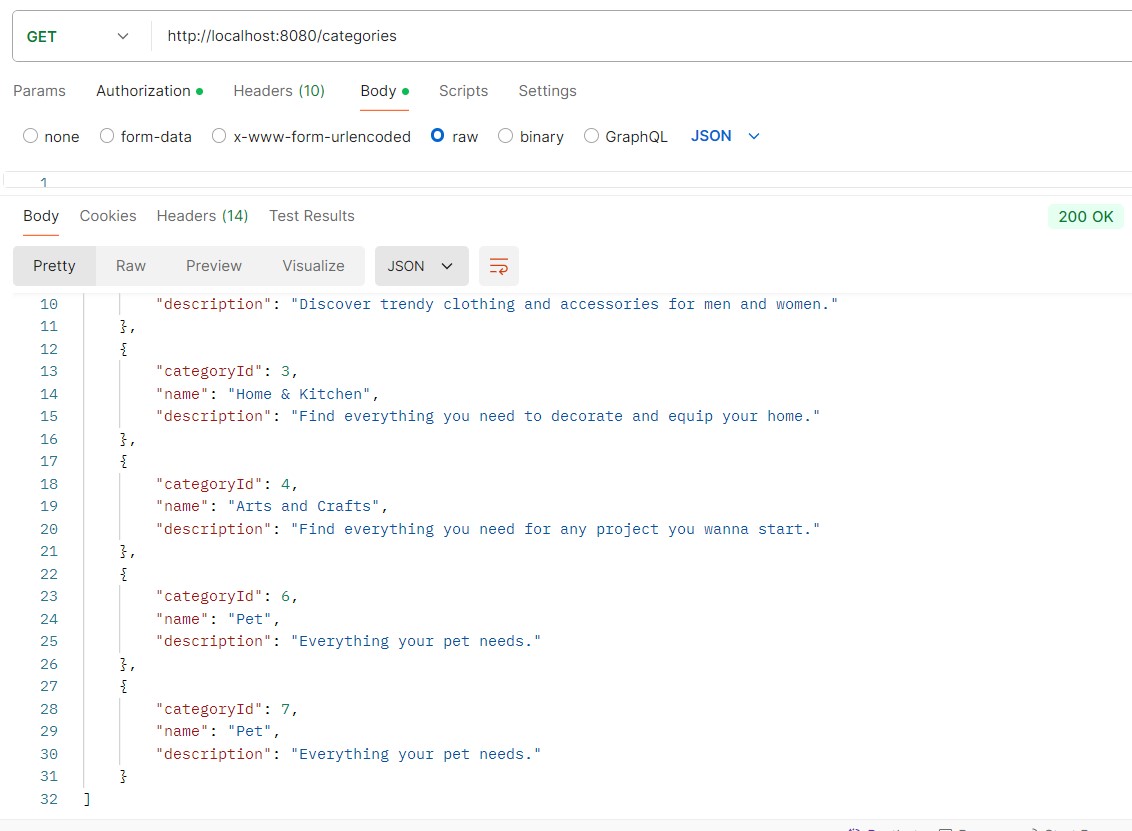 GET http://localhost:8080/categories
Params Authorization Headers (10) Body Scripts Settings
none form-data x-www-form-urlencoded raw binary GraphQL JSON
1
Body Cookies Headers (14) Test Results 200 OK
Pretty Raw Preview Visualize JSON
10 "description": "Discover trendy clothing and accessories for men and women."
11 },
12 {
13 "categoryId": 3,
14 "name": "Home & Kitchen",
15 "description": "Find everything you need to decorate and equip your home."
16 },
17 {
18 "categoryId": 4,
19 "name": "Arts and Crafts",
20 "description": "Find everything you need for any project you wanna start."
21 },
22 {
23 "categoryId": 6,
24 "name": "Pet",
25 "description": "Everything your pet needs."
26 },
27 {
28 "categoryId": 7,
29 "name": "Pet",
30 "description": "Everything your pet needs."
31 }
32 ]